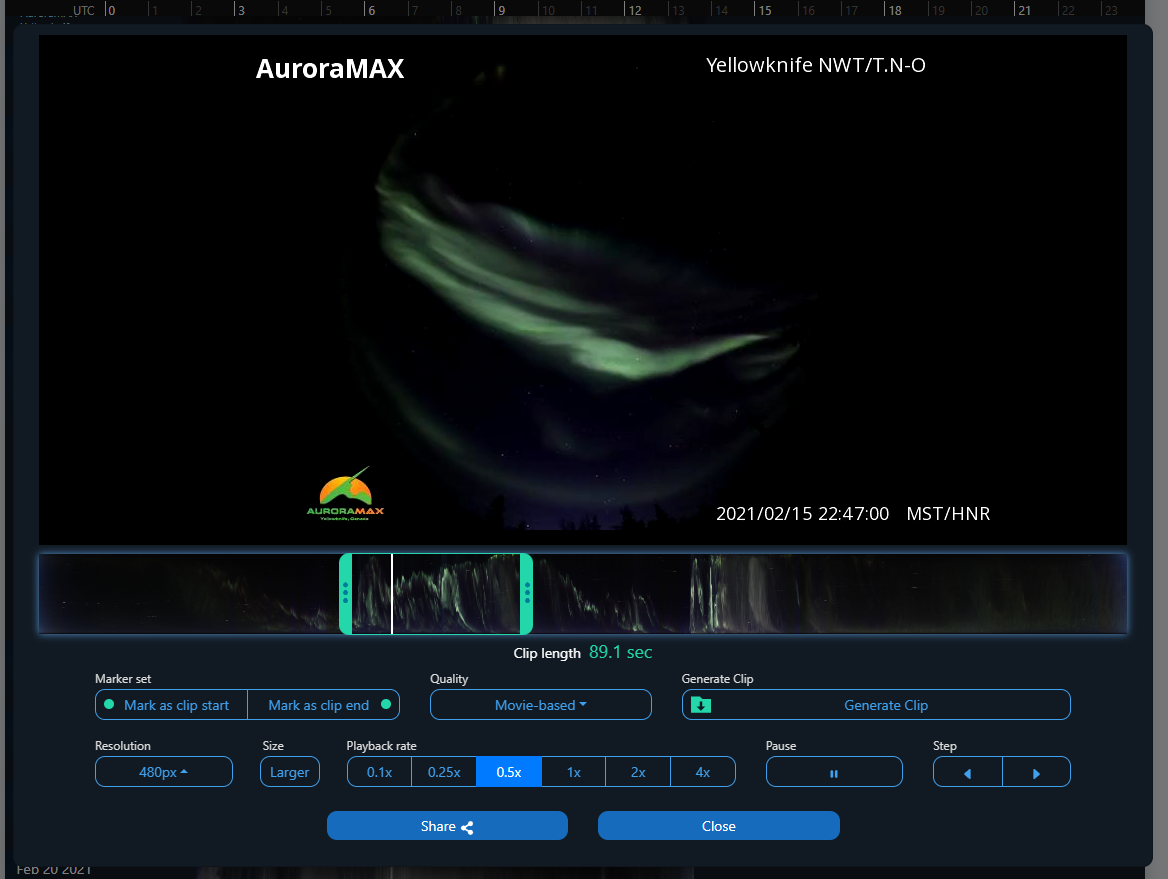 UTC 0 1 2 3 4 5 6 7 8 9 10 11 12 13 14 15 16 17 18 19 20 21 22 23
AuroraMAX
Yellowknife NWT/T.N-O
AURORAMAX
Yellowknife, Canada
2021/02/15 22:47:00 MST/HNR
Clip length 89.1 sec
Marker set
Quality
Generate Clip
Mark as clip start
Mark as clip end
Movie-based
Generate Clip
Resolution
Size
Playback rate
Pause
Step
480px
Larger
0.1x
0.25x
0.5x
1x
2x
4x
Share
Close
Feb 20 2021